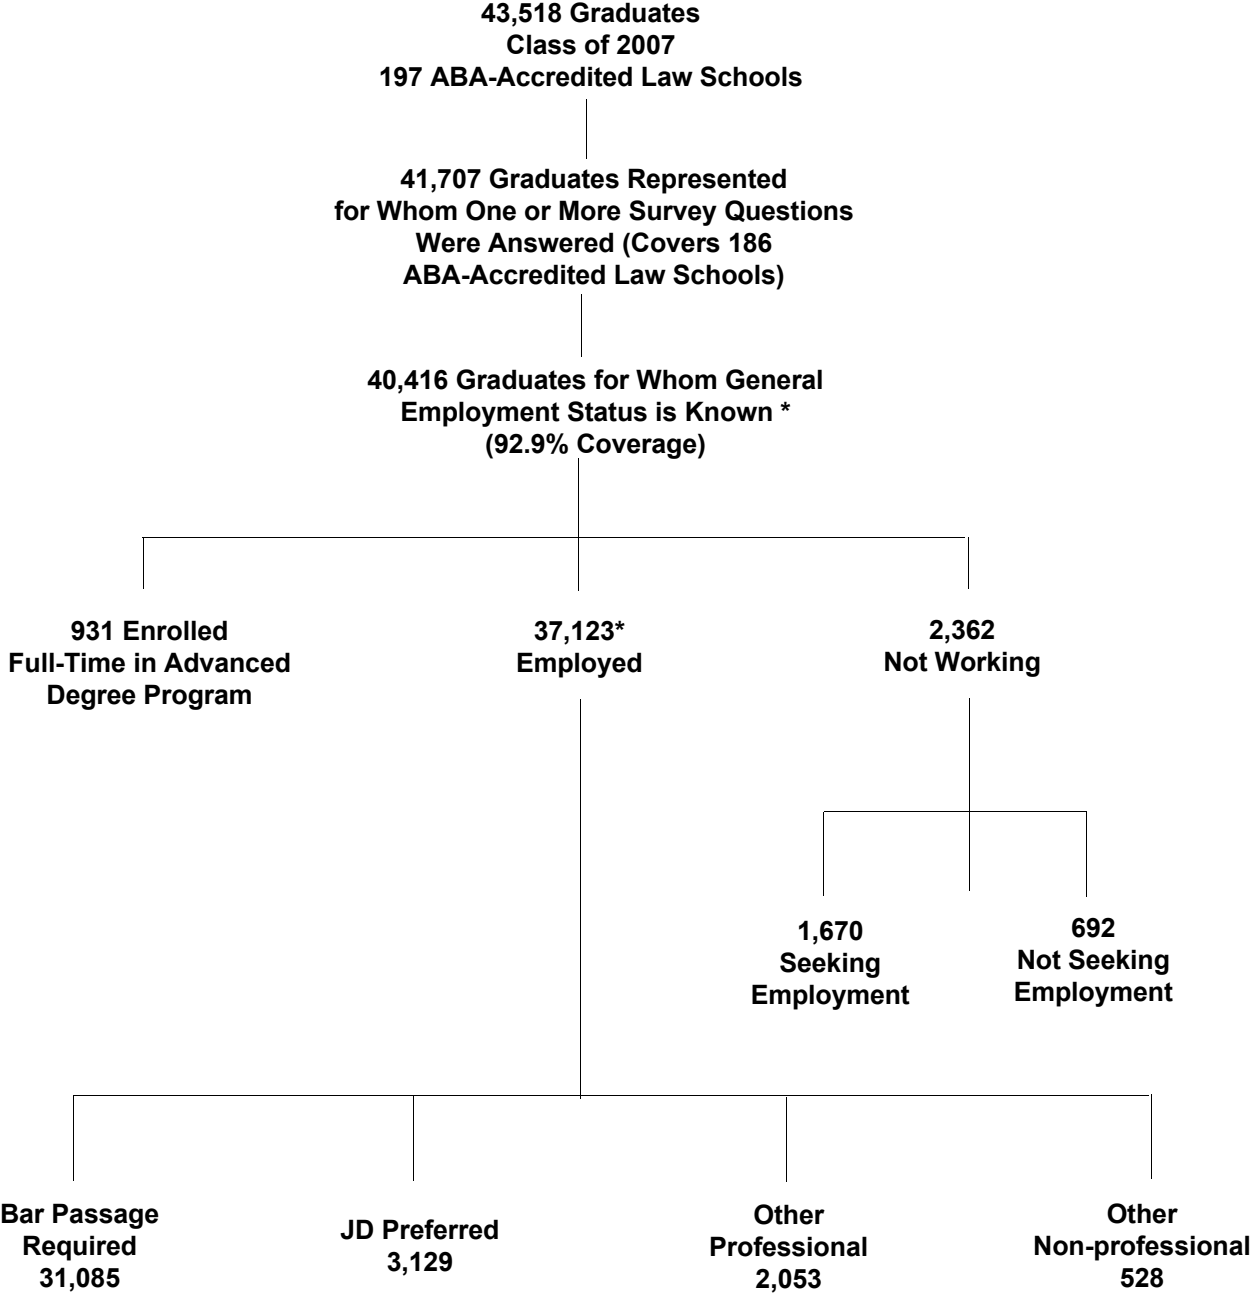 43,518 Graduates
Class of 2007
197 ABA-Accredited Law Schools
41,707 Graduates Represented
for Whom One or More Survey Questions
Were Answered (Covers 186
ABA-Accredited Law Schools)
40,416 Graduates for Whom General
Employment Status is Known *
(92.9% Coverage)
931 Enrolled
Full-Time in Advanced
Degree Program
37,123*
Employed
2,362
Not Working
1,670
Seeking
Employment
692
Not Seeking
Employment
Bar Passage
Required
31,085
JD Preferred
3,129
Other
Professional
2,053
Other
Non-professional
528